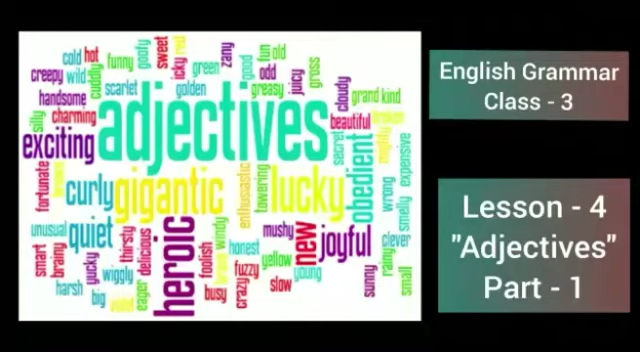 cold hot
creepy wild
cuddly
funny
goofy
sweet
icky
red
zany
green
good
fun old
odd
juicy
gross
handsome
scarlet
golden
greasy
cloudy
grand kind
silly
charming
beautiful
broken
exciting
adjectives
secret
mighty
expensive
obedient
fortunate
curly
gigantic
enthusiastic
towering
lucky
wrong
smelly
unusual
quiet
thirsty
delicious
heroic
windy
foolish
honest
mushy
new
joyful
clever
rainy
smart
brainy
yucky
wiggly
fuzzy
yellow
young
sunny
small
harsh
big
violet
eager
busy
crazy
slow
English Grammar
Class - 3
Lesson - 4
"Adjectives"
Part - 1